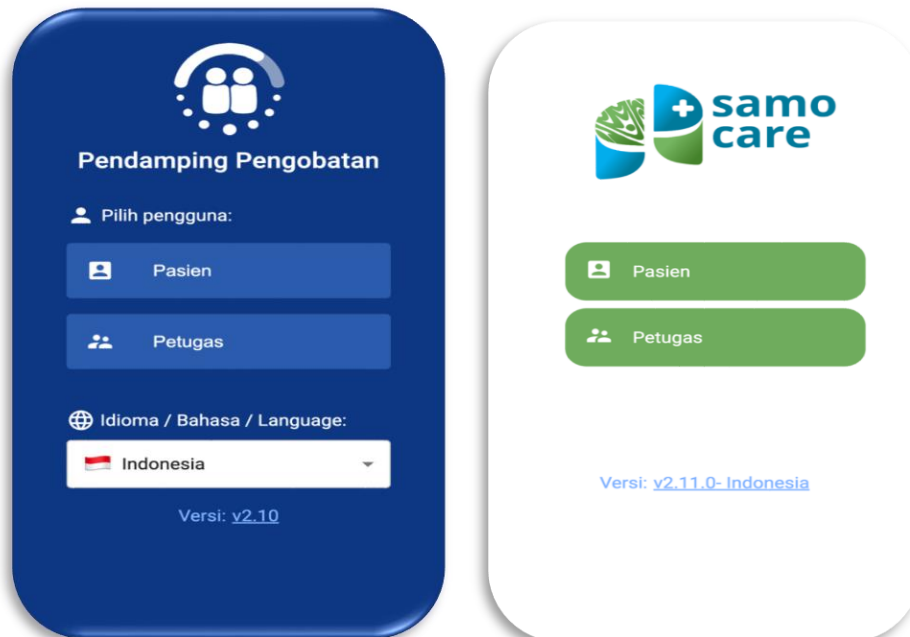 Pendamping Pengobatan
Pilih pengguna:
Pasien
Petugas
Idioma / Bahasa / Language:
Indonesia
Versi: v2.10
samo
care
Pasien
Petugas
Versi: v2.11.0- Indonesia